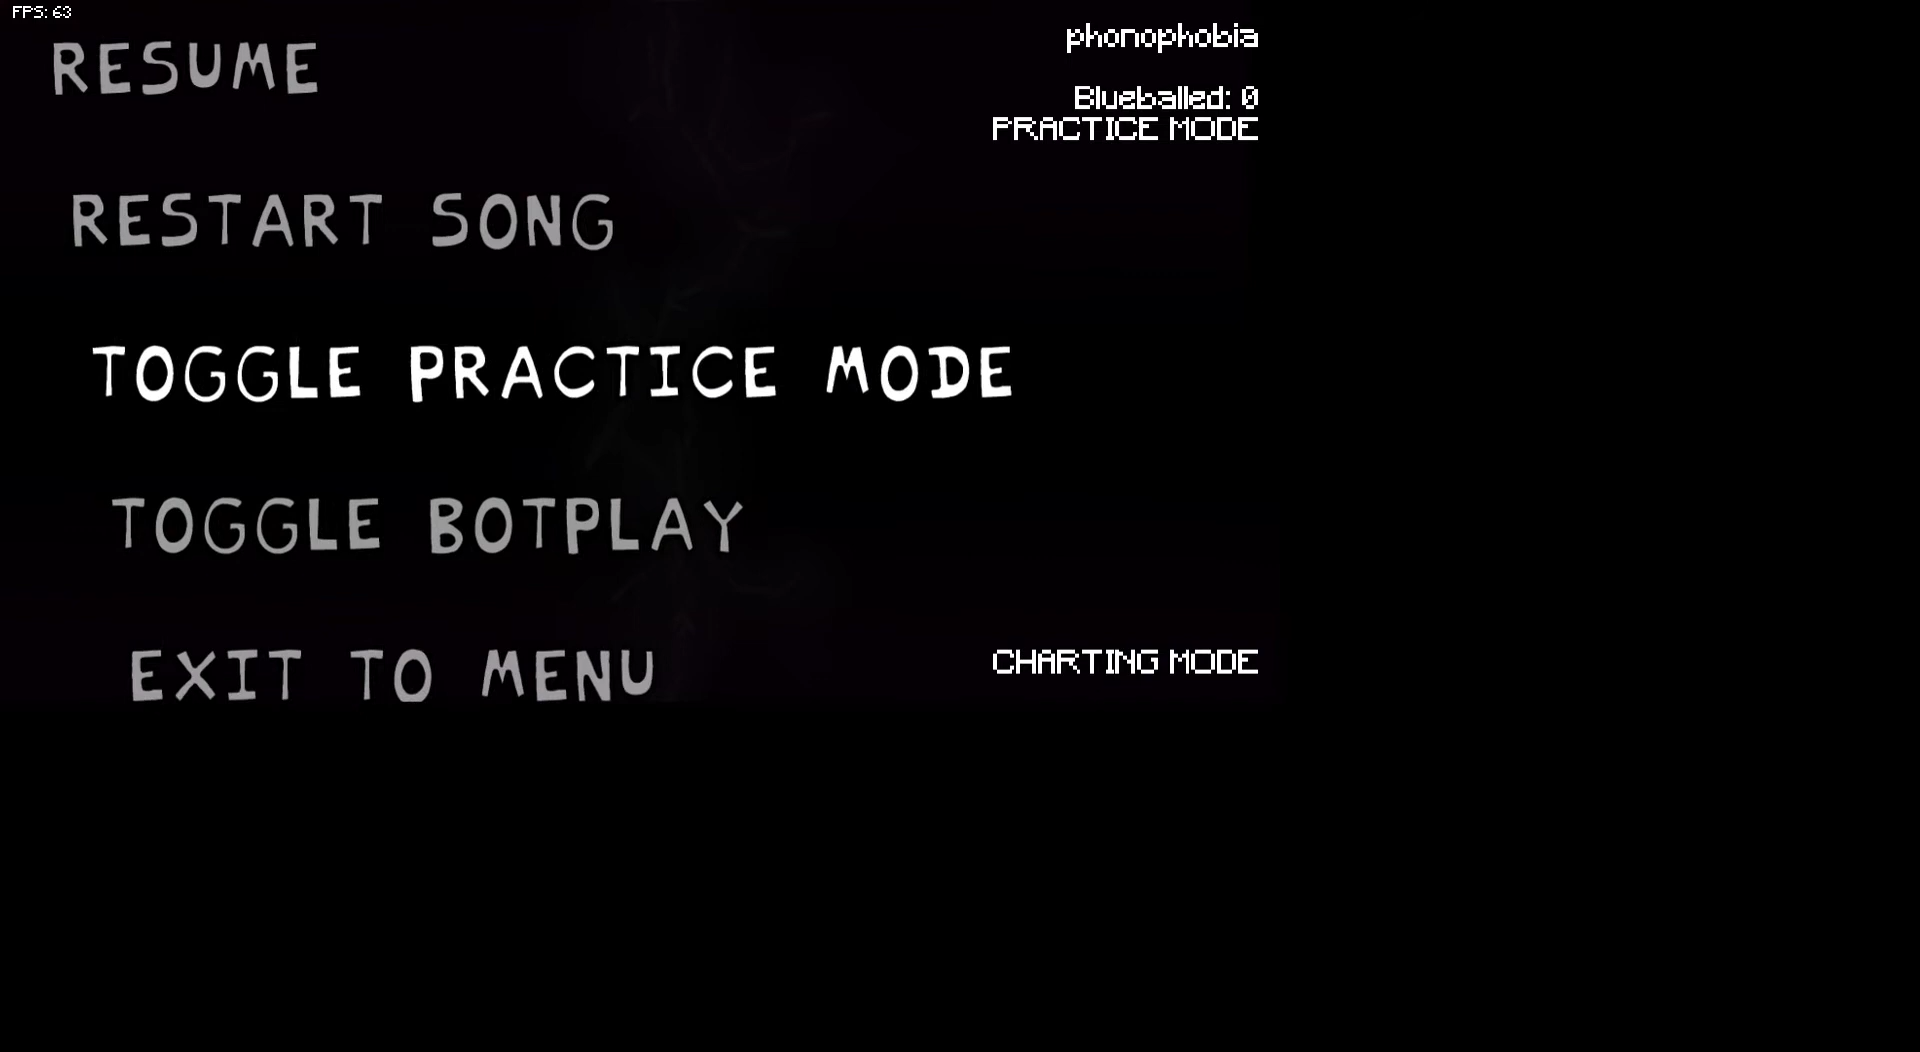 FPS: 63
RESUME
phonophobia
Blueballed: 0
PRACTICE MODE
RESTART SONG
TOGGLE PRACTICE MODE
TOGGLE BOTPLAY
EXIT TO MENU
CHARTING MODE